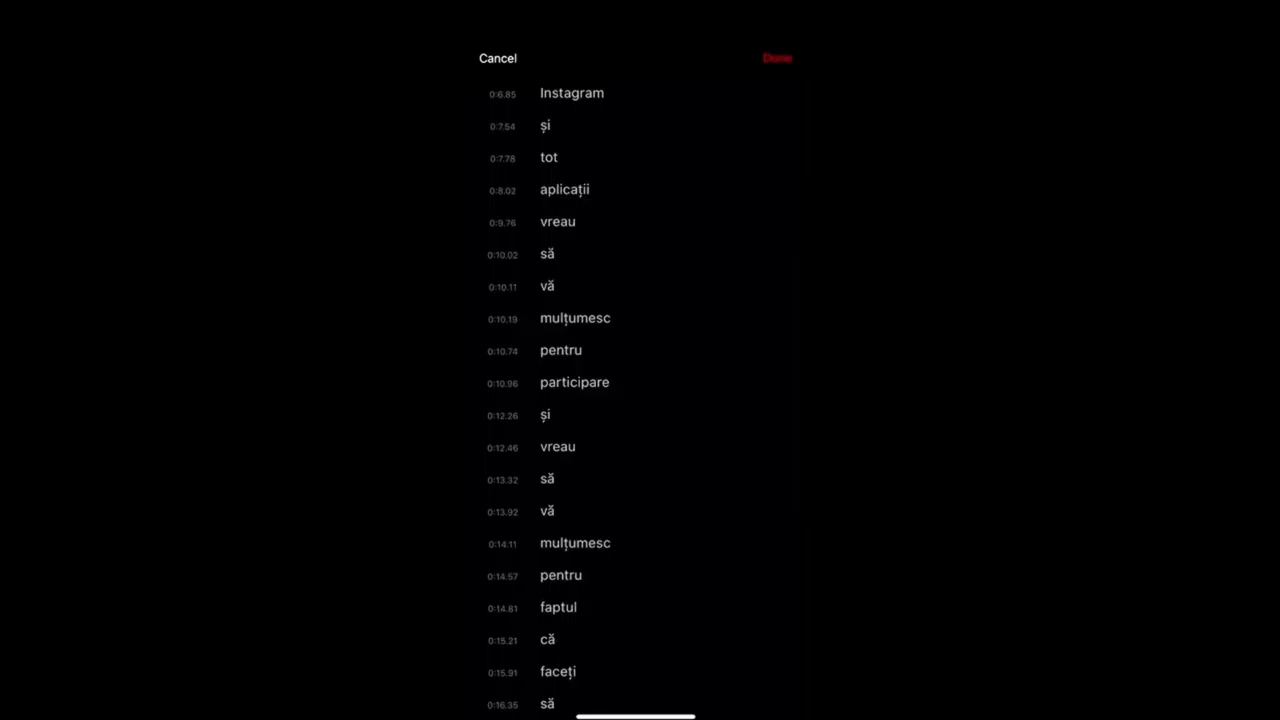 Cancel Done
0:6.85 Instagram
0:7.54 și
0:7.78 tot
0:8.02 aplicații
0:9.76 vreau
0:10.02 să
0:10.11 vă
0:10.19 mulțumesc
0:10.74 pentru
0:10.96 participare
0:12.26 și
0:12.46 vreau
0:13.32 să
0:13.92 vă
0:14.11 mulțumesc
0:14.57 pentru
0:14.81 faptul
0:15.21 că
0:15.91 faceți
0:16.35 să